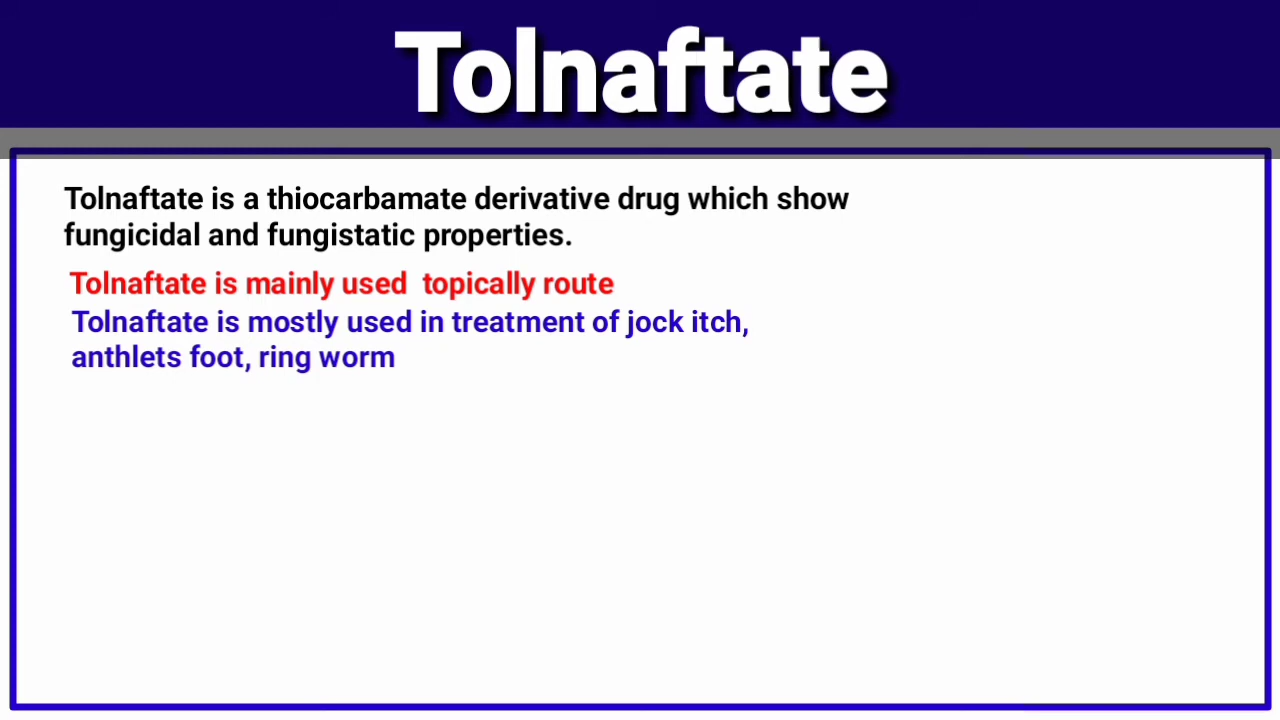 Tolnaftate
Tolnaftate is a thiocarbamate derivative drug which show
fungicidal and fungistatic properties.
Tolnaftate is mainly used  topically route
Tolnaftate is mostly used in treatment of jock itch,
anthlets foot, ring worm